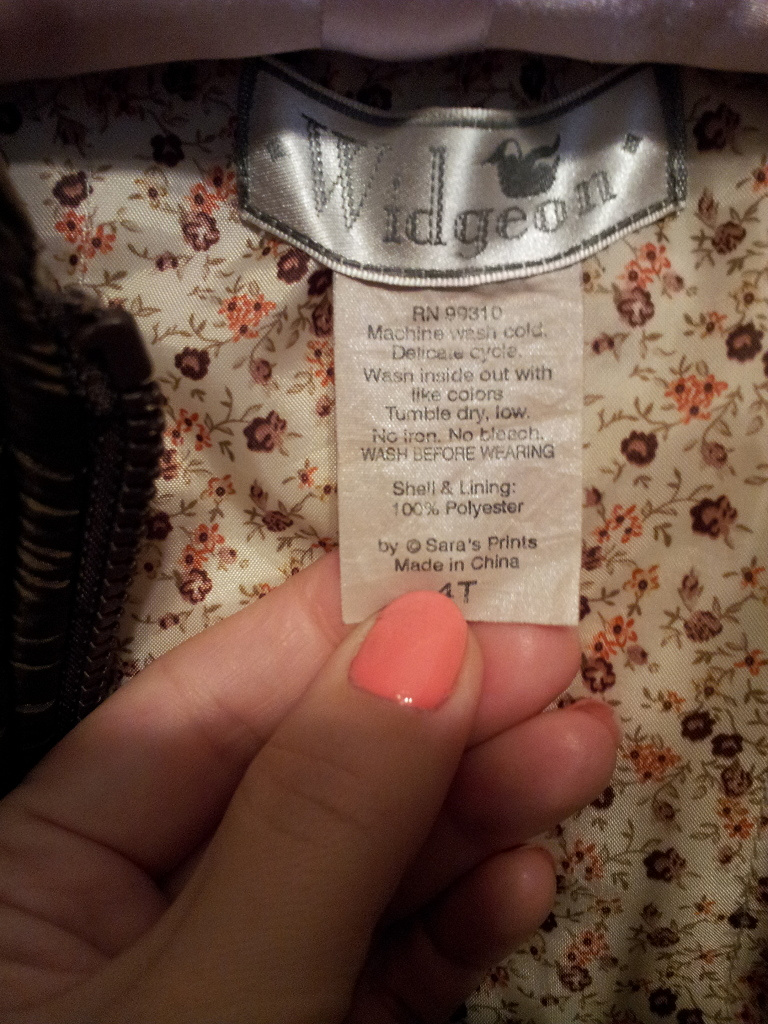 Widgeon
RN 99310
Machine wash cold.
Delicate cycle.
Wash inside out with
like colors
Tumble dry, low.
No iron. No bleach.
WASH BEFORE WEARING
Shell & Lining:
100% Polyester
by © Sara's Prints
Made in China
4T